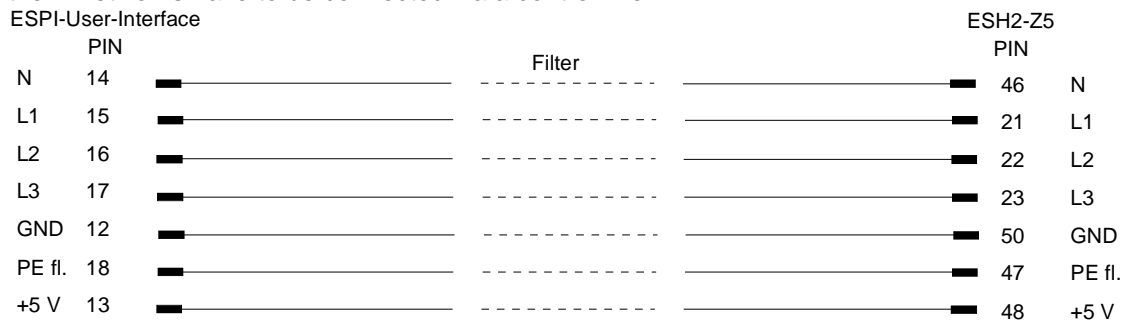 ESPI-User-Interface ESH2-Z5
PIN PIN
Filter
N 14 46 N
L1 15 21 L1
L2 16 22 L2
L3 17 23 L3
GND 12 50 GND
PE fl. 18 47 PE fl.
+5 V 13 48 +5 V